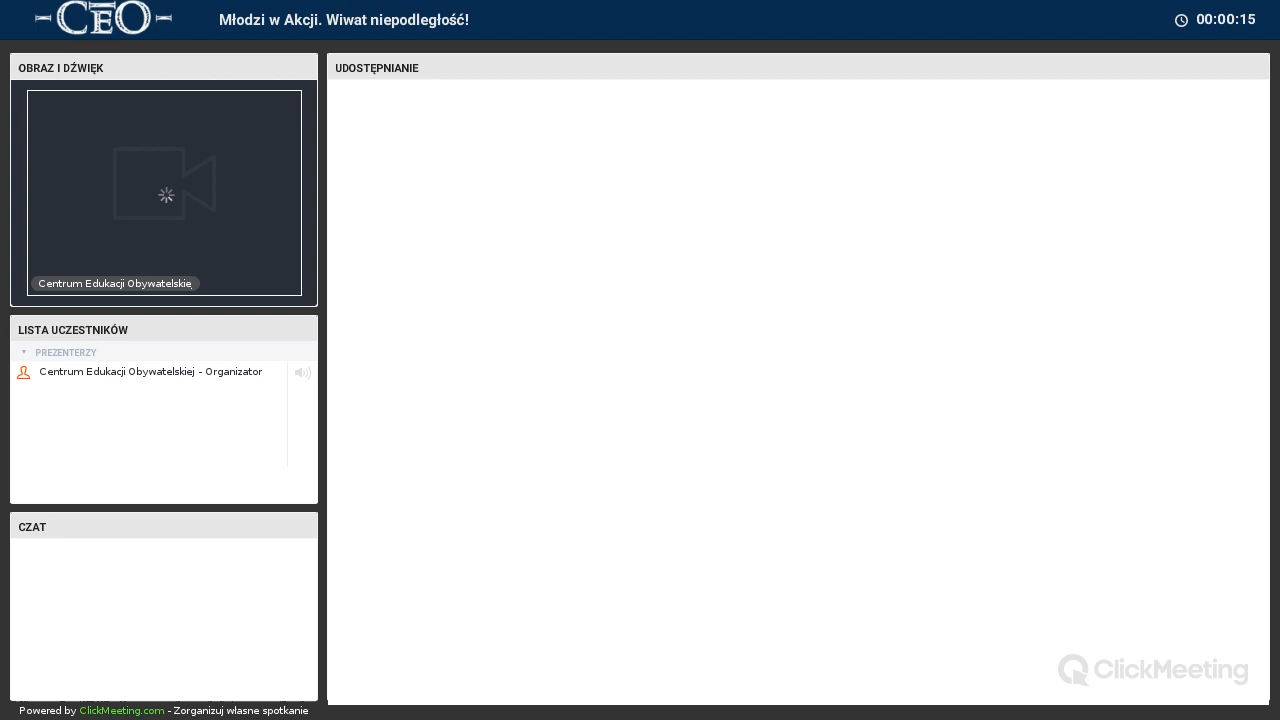 CEO
Młodzi w Akcji. Wiwat niepodległość!
00:00:15
OBRAZ I DŹWIĘK
Centrum Edukacji Obywatelskiej
LISTA UCZESTNIKÓW
PREZENTERZY
Centrum Edukacji Obywatelskiej - Organizator
CZAT
Powered by ClickMeeting.com - Zorganizuj własne spotkanie
UDOSTĘPNIANIE
ClickMeeting